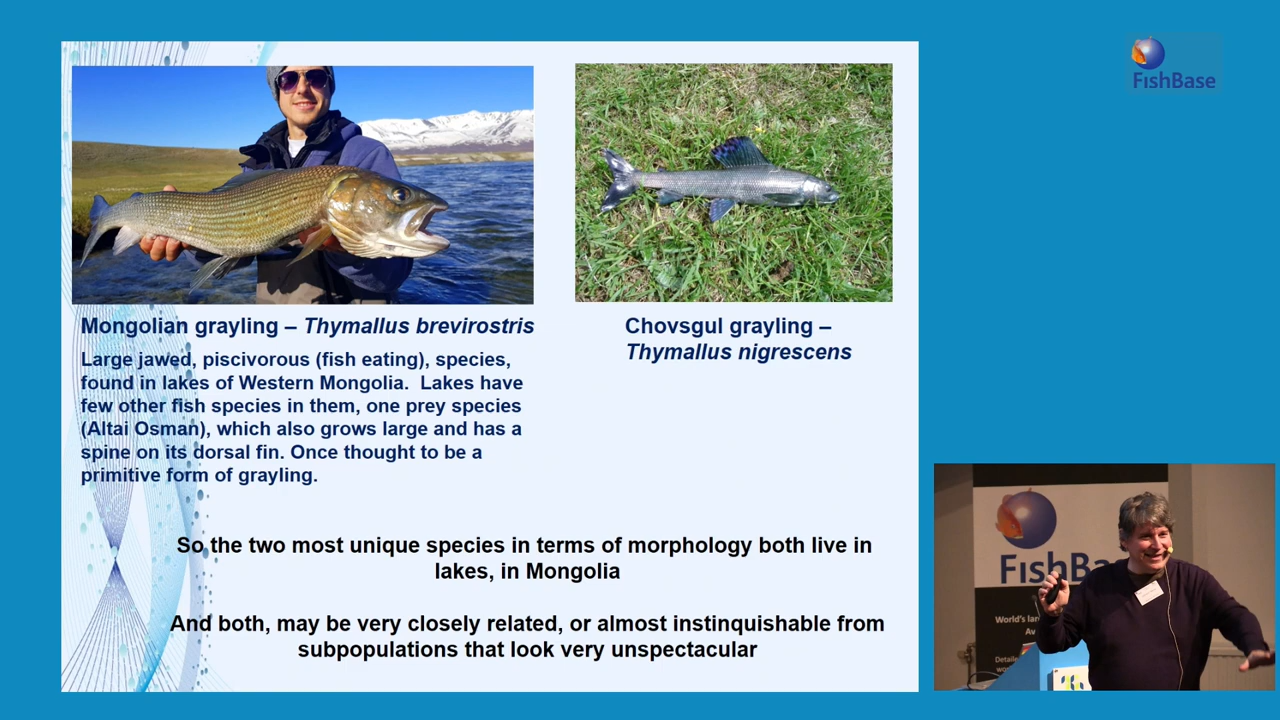 FishBase
Mongolian grayling – Thymallus brevirostris
Large jawed, piscivorous (fish eating), species,
found in lakes of Western Mongolia.  Lakes have
few other fish species in them, one prey species
(Altai Osman), which also grows large and has a
spine on its dorsal fin. Once thought to be a
primitive form of grayling.
Chovsgul grayling –
Thymallus nigrescens
So the two most unique species in terms of morphology both live in
lakes, in Mongolia
And both, may be very closely related, or almost instinquishable from
subpopulations that look very unspectacular
FishBa
World's lar
Av
Detaile